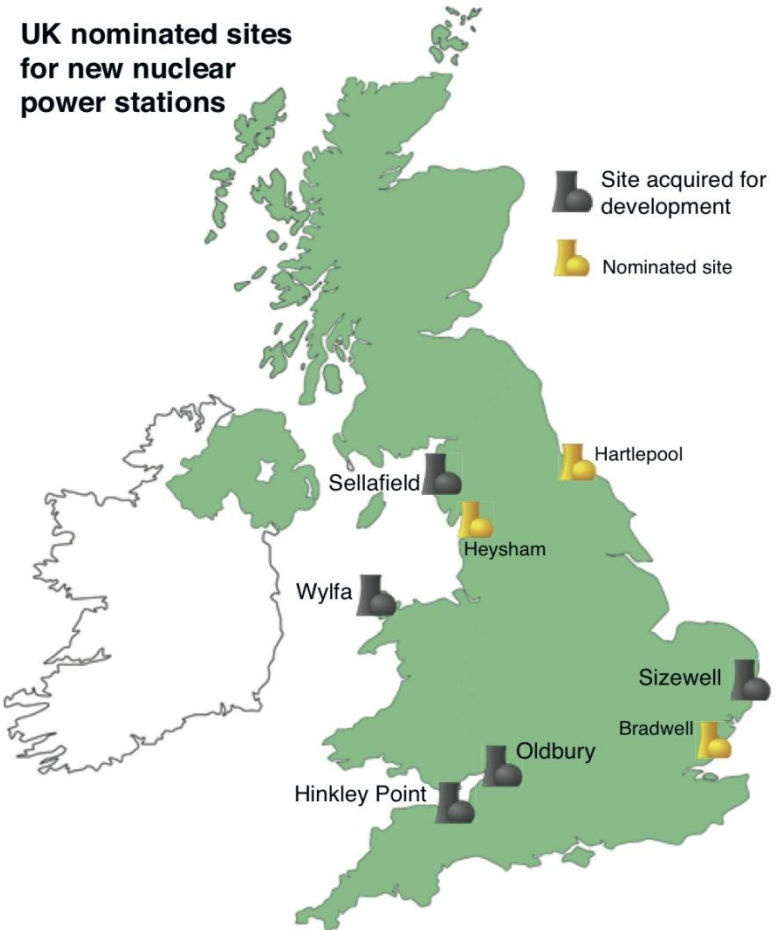 UK nominated sites
for new nuclear
power stations
Site acquired for
development
Nominated site
Hartlepool
Sellafield
Heysham
Wylfa
Sizewell
Bradwell
Oldbury
Hinkley Point